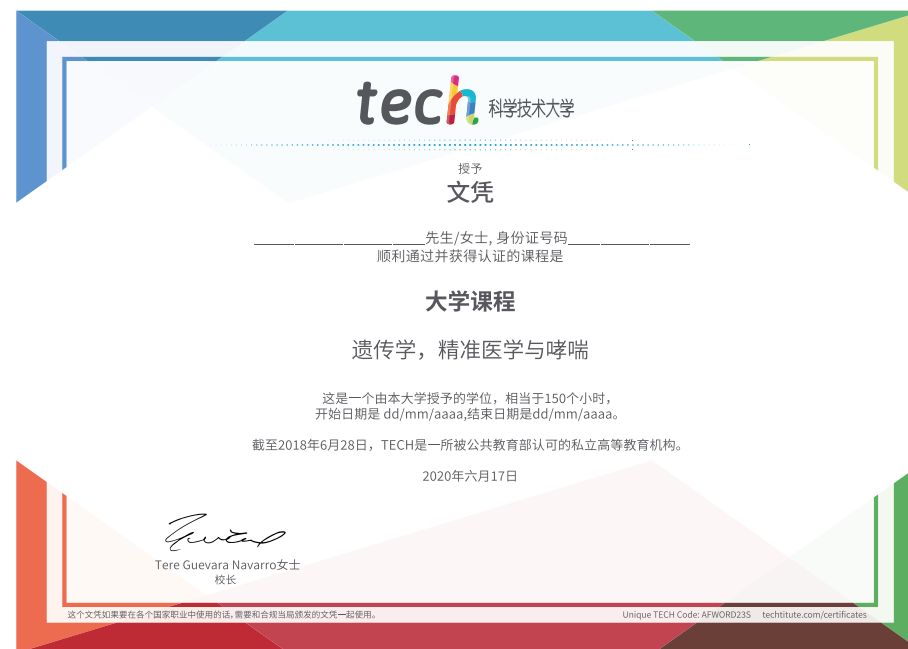 tech 科学技术大学
授予
文凭
____________________先生/女士, 身份证号码______________
顺利通过并获得认证的课程是
大学课程
遗传学，精准医学与哮喘
这是一个由本大学授予的学位，相当于150个小时，
开始日期是 dd/mm/aaaa,结束日期是dd/mm/aaaa。
截至2018年6月28日，TECH是一所被公共教育部认可的私立高等教育机构。
2020年六月17日
Tere Guevara Navarro女士
校长
这个文凭如果要在各个国家职业中使用的话,需要和合规当局颁发的文凭一起使用。
Unique TECH Code: AFWORD23S techtitute.com/certificates